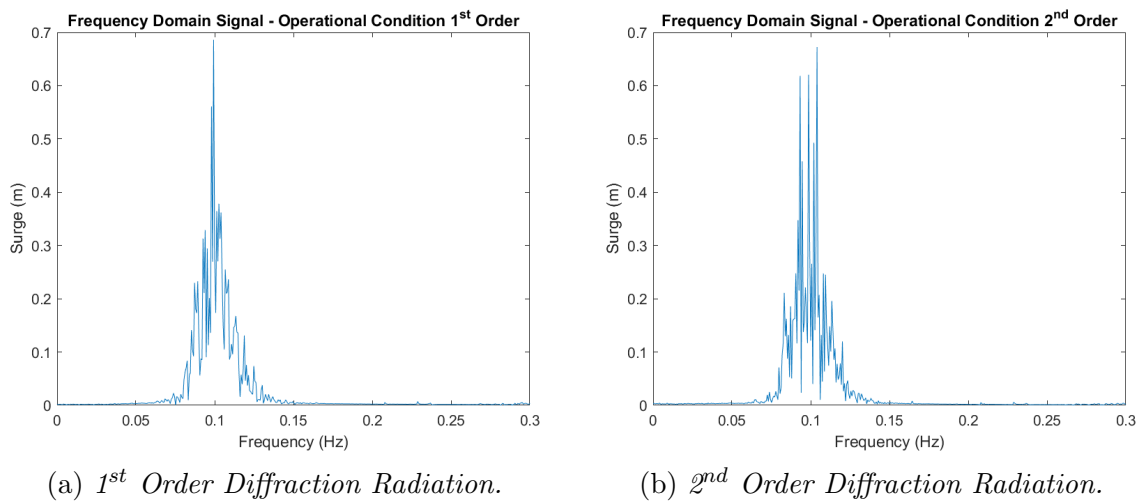 Frequency Domain Signal - Operational Condition 1st Order
0.7
0.6
0.5
0.4
0.3
0.2
0.1
0
Surge (m)
0 0.05 0.1 0.15 0.2 0.25 0.3
Frequency (Hz)
(a) 1st Order Diffraction Radiation.
Frequency Domain Signal - Operational Condition 2nd Order
0.7
0.6
0.5
0.4
0.3
0.2
0.1
0
Surge (m)
0 0.05 0.1 0.15 0.2 0.25 0.3
Frequency (Hz)
(b) 2nd Order Diffraction Radiation.